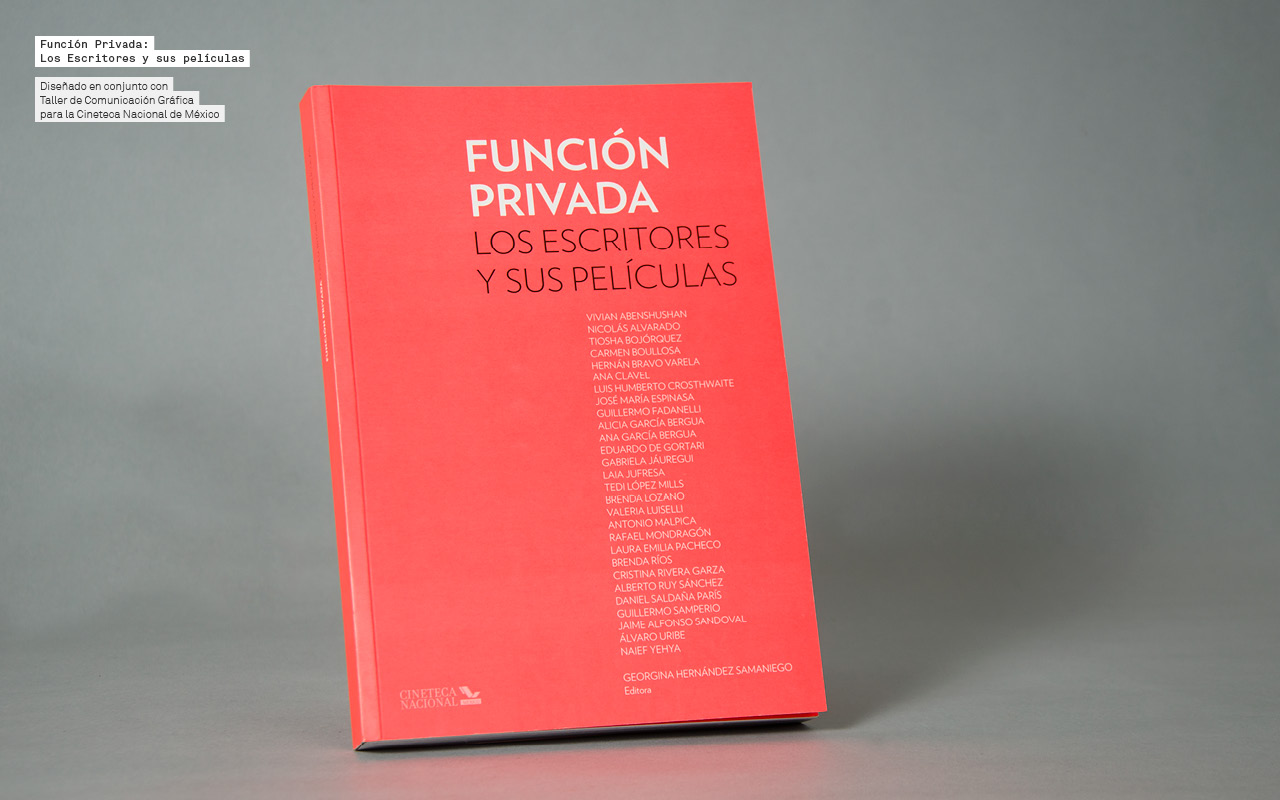 Función Privada:
Los Escritores y sus películas
Diseñado en conjunto con
Taller de Comunicación Gráfica
para la Cineteca Nacional de México
FUNCIÓN
PRIVADA
LOS ESCRITORES
Y SUS PELÍCULAS
VIVIAN ABENSHUSHAN
NICOLÁS ALVARADO
TIOSHA BOJÓRQUEZ
CARMEN BOULLOSA
HERNÁN BRAVO VARELA
ANA CLAVEL
LUIS HUMBERTO CROSTHWAITE
JOSÉ MARÍA ESPINASA
GUILLERMO FADANELLI
ALICIA GARCÍA BERGUA
ANA GARCÍA BERGUA
EDUARDO DE GORTARI
GABRIELA JÁUREGUI
LAIA JUFRESA
TEDI LÓPEZ MILLS
BRENDA LOZANO
VALERIA LUISELLI
ANTONIO MALPICA
RAFAEL MONDRAGÓN
LAURA EMILIA PACHECO
BRENDA RÍOS
CRISTINA RIVERA GARZA
ALBERTO RUY SÁNCHEZ
DANIEL SALDAÑA PARÍS
GUILLERMO SAMPERIO
JAIME ALFONSO SANDOVAL
ÁLVARO URIBE
NAIEF YEHYA
GEORGINA HERNÁNDEZ SAMANIEGO
Editora
CINETECA
NACIONAL
FUNCIÓN PRIVADA